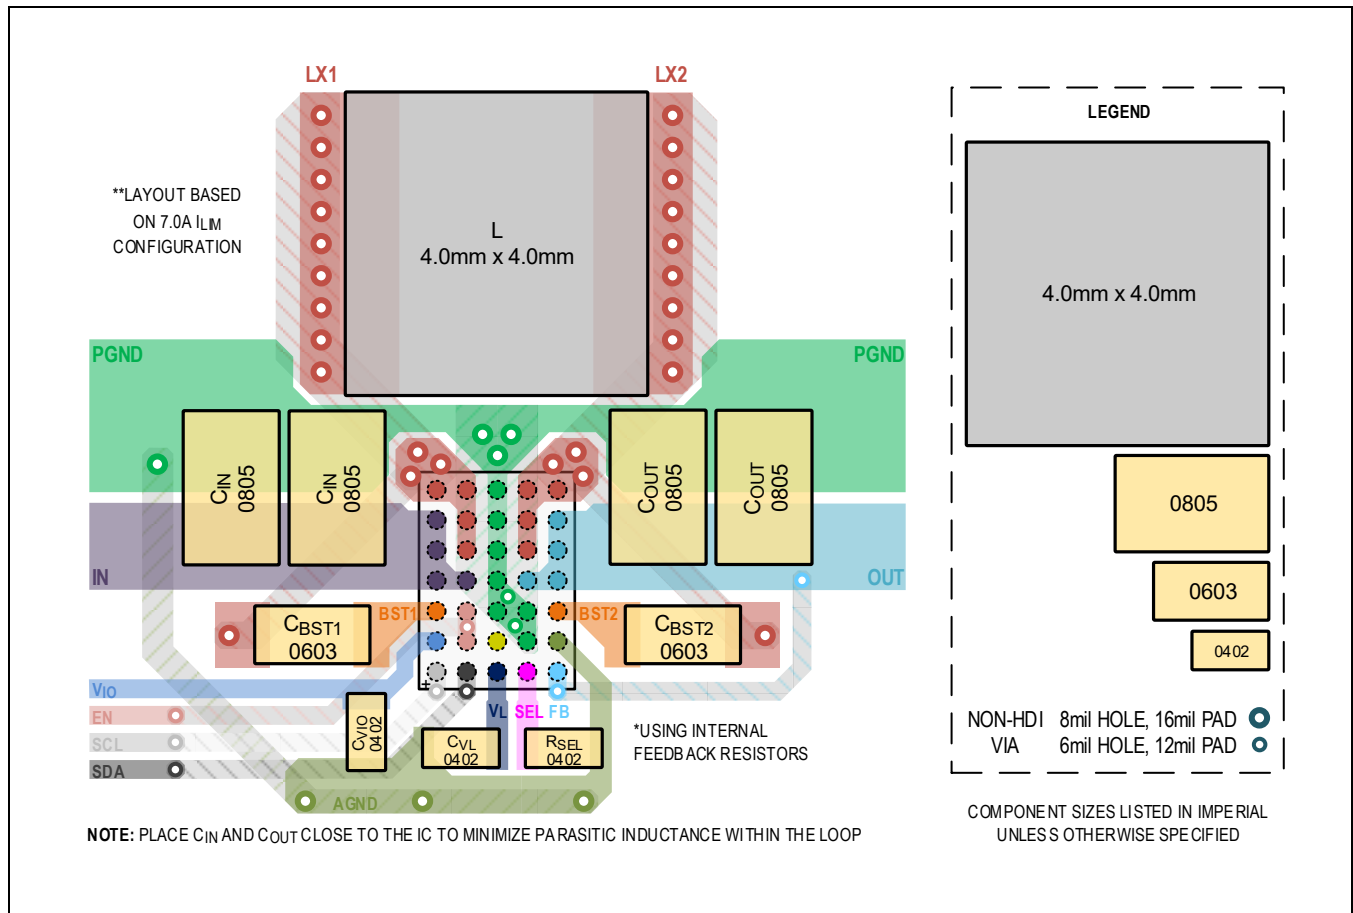 LX1
LX2
**LAYOUT BASED
ON 7.0A ILIM
CONFIGURATION
L
4.0mm x 4.0mm
PGND
PGND
CIN
0805
CIN
0805
COUT
0805
COUT
0805
IN
OUT
BST1
BST2
CBST1
0603
CBST2
0603
VIO
EN
SCL
SDA
+
VL
SEL
FB
CVIO
0402
CVL
0402
RSEL
0402
*USING INTERNAL
FEEDBACK RESISTORS
AGND
NOTE: PLACE CIN AND COUT CLOSE TO THE IC TO MINIMIZE PARASITIC INDUCTANCE WITHIN THE LOOP
LEGEND
4.0mm x 4.0mm
0805
0603
0402
NON-HDI 8mil HOLE, 16mil PAD
VIA 6mil HOLE, 12mil PAD
COMPONENT SIZES LISTED IN IMPERIAL
UNLESS OTHERWISE SPECIFIED